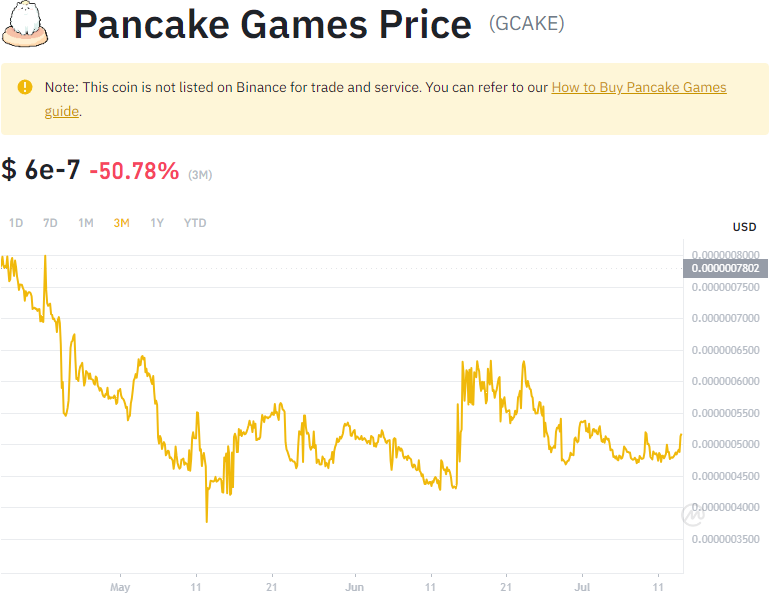 Pancake Games Price (GCAKE)
Note: This coin is not listed on Binance for trade and service. You can refer to our How to Buy Pancake Games
guide.
$ 6e-7 -50.78% (3M)
1D 7D 1M 3M 1Y YTD
USD
0.0000008000
0.0000007802
0.0000007500
0.0000007000
0.0000006500
0.0000006000
0.0000005500
0.0000005000
0.0000004500
0.0000004000
0.0000003500
May 11 21 Jun 11 21 Jul 11